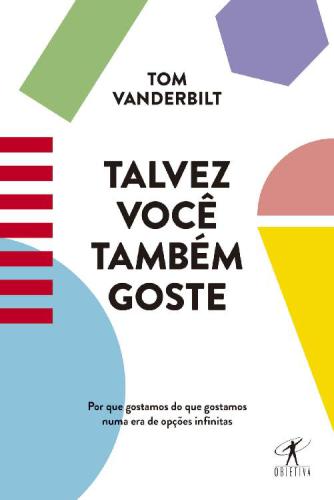 TOM
VANDERBILT
TALVEZ
VOCÊ
TAMBÉM
GOSTE
Por que gostamos do que gostamos
numa era de opções infinitas
OBJETIVA